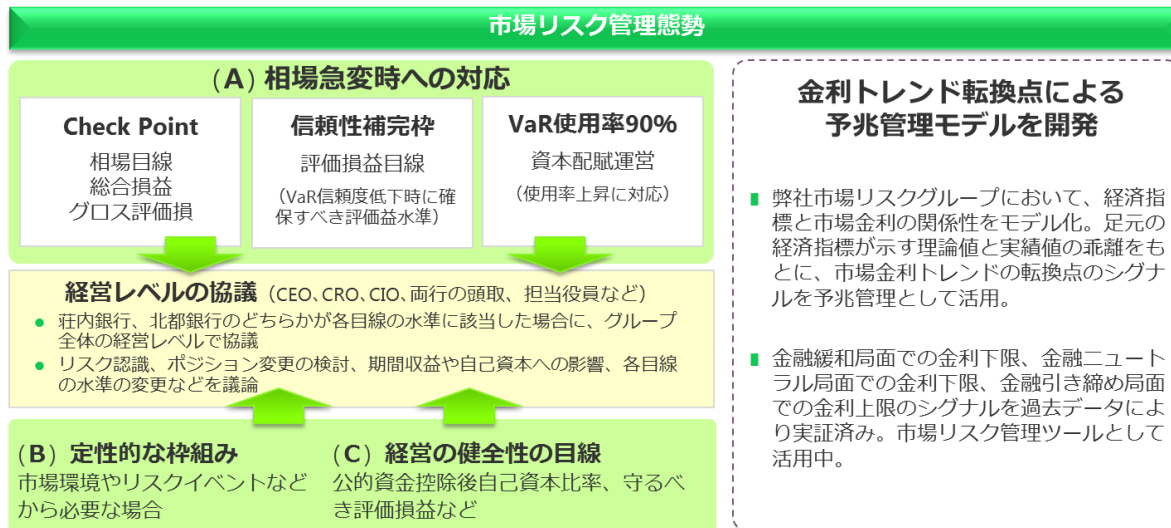 市場リスク管理態勢
(A) 相場急変時への対応
Check Point
相場目線
総合損益
グロス評価損
信頼性補完枠
評価損益目線
(VaR信頼度低下時に確
保すべき評価益水準)
VaR使用率90%
資本配賦運営
(使用率上昇に対応)
経営レベルの協議 (CEO、CRO、CIO、両行の頭取、担当役員など)
● 荘内銀行、北都銀行のどちらかが各目線の水準に該当した場合に、グループ
全体の経営レベルで協議
● リスク認識、ポジション変更の検討、期間収益や自己資本への影響、各目線
の水準の変更などを議論
(B) 定性的な枠組み
市場環境やリスクイベントなど
から必要な場合
(C) 経営の健全性の目線
公的資金控除後自己資本比率、守るべ
き評価損益など
金利トレンド転換点による
予兆管理モデルを開発
■ 弊社市場リスクグループにおいて、経済指
標と市場金利の関係性をモデル化。足元の
経済指標が示す理論値と実績値の乖離をも
とに、市場金利トレンドの転換点のシグナ
ルを予兆管理として活用。
■ 金融緩和局面での金利下限、金融ニュート
ラル局面での金利下限、金融引き締め局面
での金利上限のシグナルを過去データによ
り実証済み。市場リスク管理ツールとして
活用中。